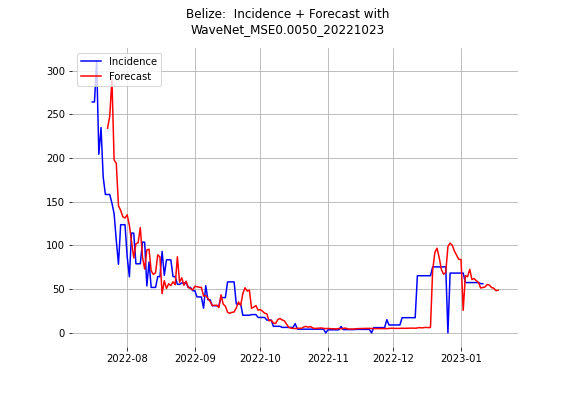 Belize:  Incidence + Forecast with
WaveNet_MSE0.0050_20221023
Incidence
Forecast
300
250
200
150
100
50
0
2022-08 2022-09 2022-10 2022-11 2022-12 2023-01